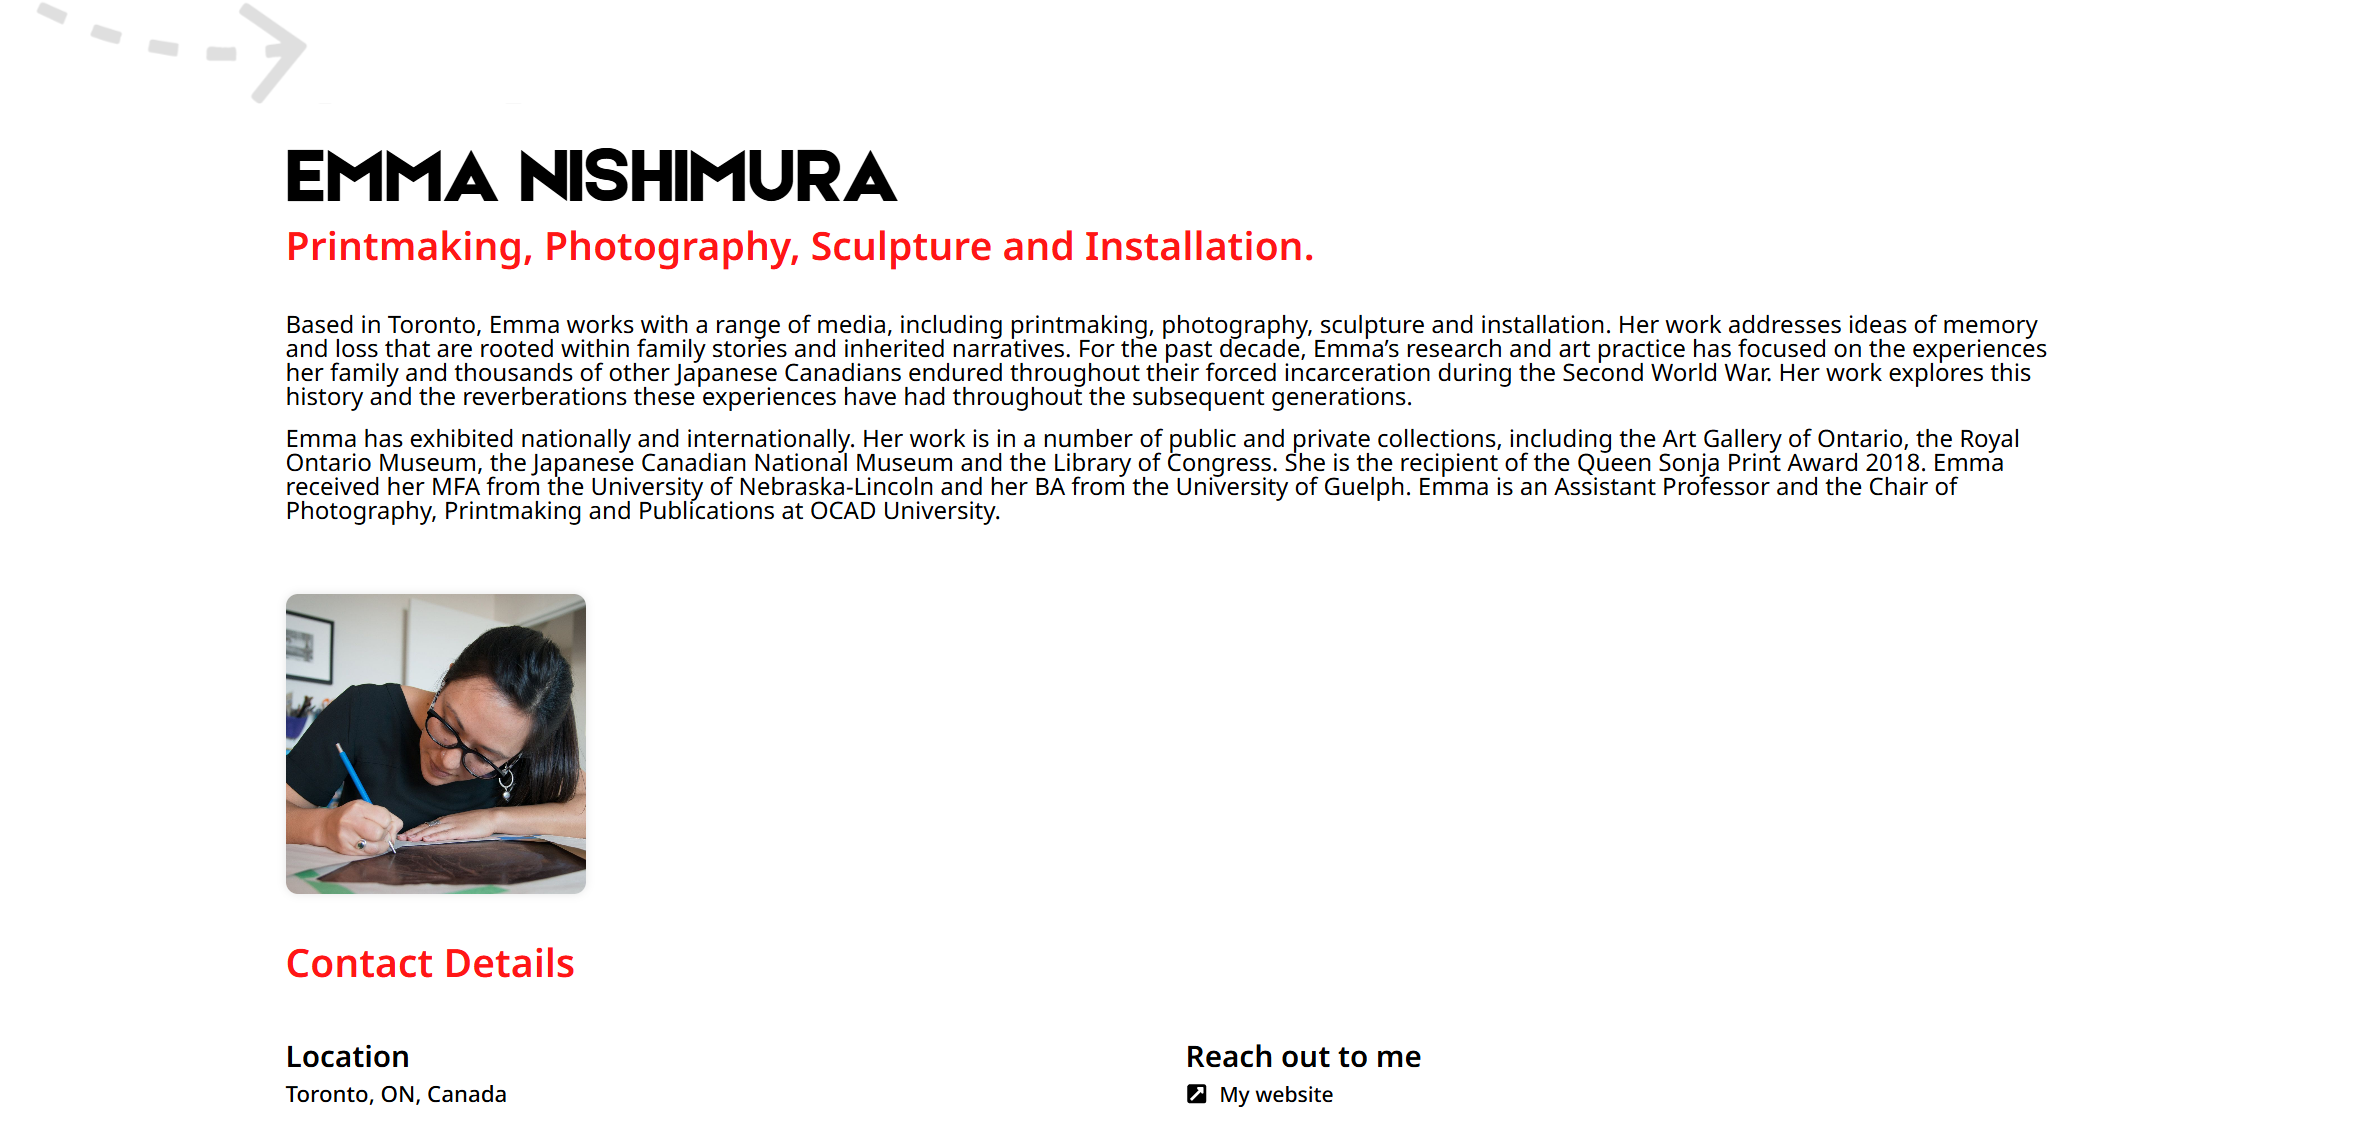 EMMA NISHIMURA
Printmaking, Photography, Sculpture and Installation.
Based in Toronto, Emma works with a range of media, including printmaking, photography, sculpture and installation. Her work addresses ideas of memory
and loss that are rooted within family stories and inherited narratives. For the past decade, Emma’s research and art practice has focused on the experiences
her family and thousands of other Japanese Canadians endured throughout their forced incarceration during the Second World War. Her work explores this
history and the reverberations these experiences have had throughout the subsequent generations.
Emma has exhibited nationally and internationally. Her work is in a number of public and private collections, including the Art Gallery of Ontario, the Royal
Ontario Museum, the Japanese Canadian National Museum and the Library of Congress. She is the recipient of the Queen Sonja Print Award 2018. Emma
received her MFA from the University of Nebraska-Lincoln and her BA from the University of Guelph. Emma is an Assistant Professor and the Chair of
Photography, Printmaking and Publications at OCAD University.
Contact Details
Location
Toronto, ON, Canada
Reach out to me
My website